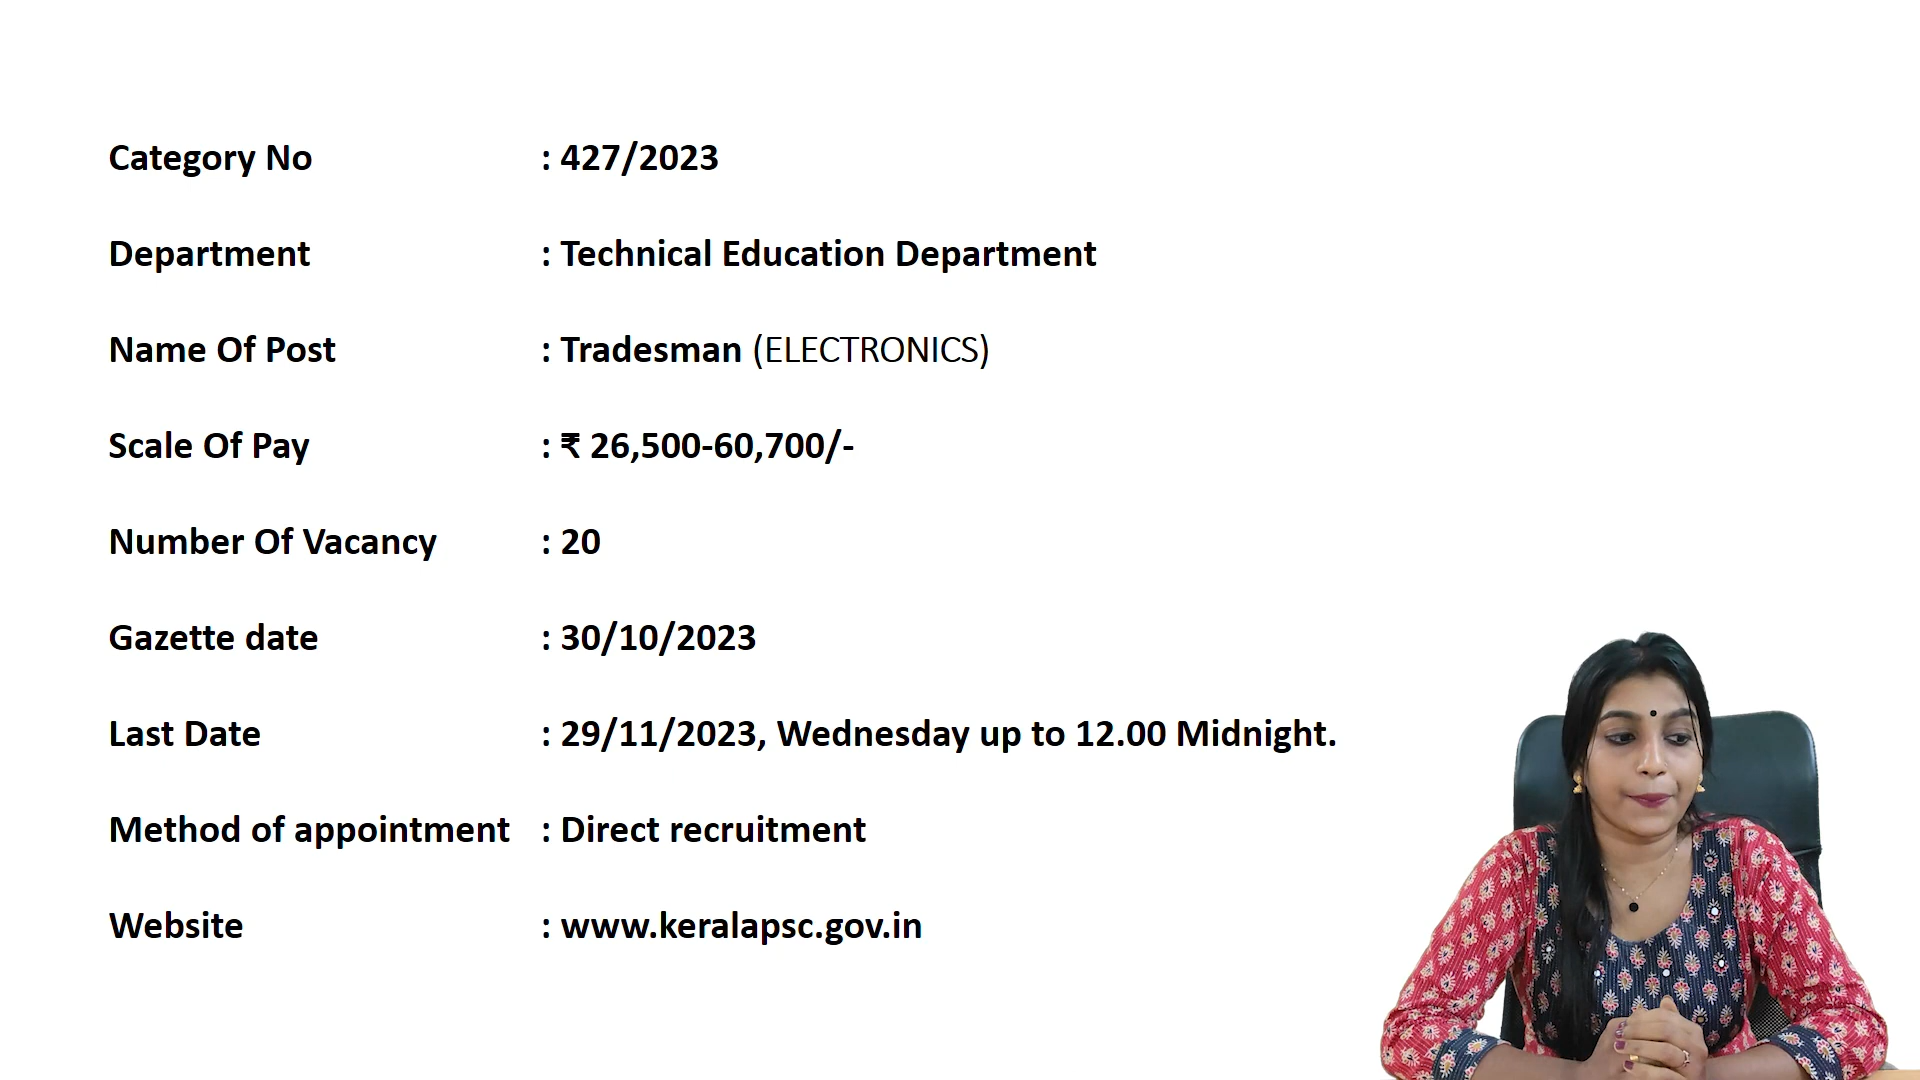 Category No : 427/2023
Department : Technical Education Department
Name Of Post : Tradesman (ELECTRONICS)
Scale Of Pay : ₹ 26,500-60,700/-
Number Of Vacancy : 20
Gazette date : 30/10/2023
Last Date : 29/11/2023, Wednesday up to 12.00 Midnight.
Method of appointment : Direct recruitment
Website : www.keralapsc.gov.in